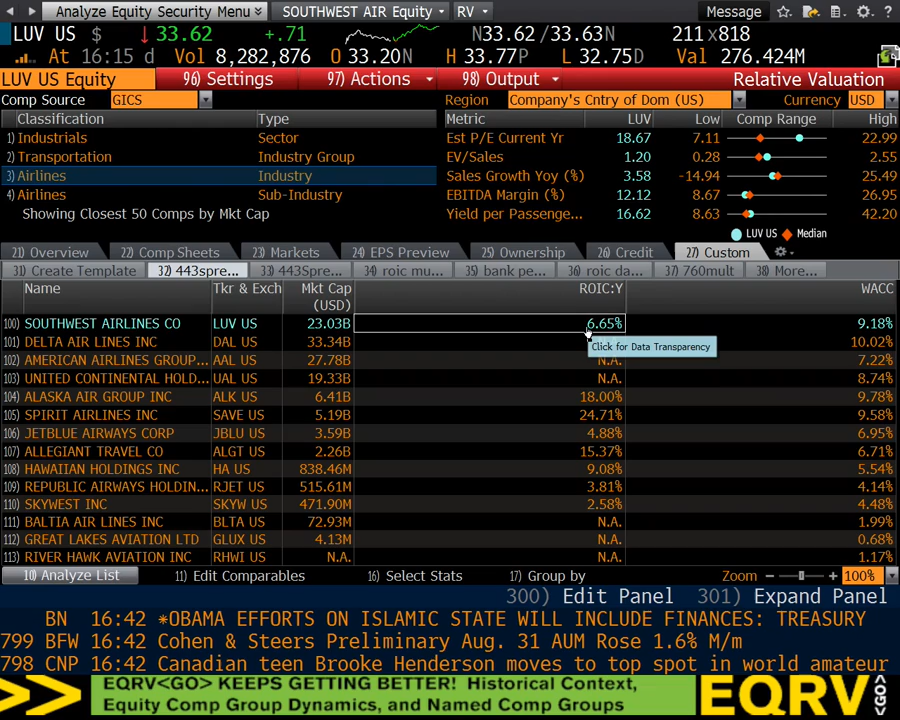 Analyze Equity Security Menu SOUTHWEST AIR Equity RV Message ?
LUV US $ ↓ 33.62 +.71 N33.62 /33.63N 211x818
At 16:15 d Vol 8,282,876 O 33.20N H 33.77P L 32.75D Val 276.424M
LUV US Equity 96) Settings 97) Actions 98) Output Relative Valuation
Comp Source GICS Region Company's Cntry of Dom (US) Currency USD
Classification Type Metric LUV Low Comp Range High
1) Industrials Sector Est P/E Current Yr 18.67 7.11 22.99
2) Transportation Industry Group EV/Sales 1.20 0.28 2.55
3) Airlines Industry Sales Growth Yoy (%) 3.58 -14.94 25.49
4) Airlines Sub-Industry EBITDA Margin (%) 12.12 8.67 26.95
Showing Closest 50 Comps by Mkt Cap Yield per Passenge... 16.62 8.63 42.20
LUV US Median
21) Overview 22) Comp Sheets 23) Markets 24) EPS Preview 25) Ownership 26) Credit 27) Custom
31) Create Template 32) 443spre... 33) 443Spre... 34) roic mu... 35) bank pe... 36) roic da... 37) 760mult 38) More...
Name Tkr & Exch Mkt Cap ROIC:Y WACC
(USD)
100) SOUTHWEST AIRLINES CO LUV US 23.03B 6.65% 9.18%
101) DELTA AIR LINES INC DAL US 33.34B 10.02%
Click for Data Transparency
102) AMERICAN AIRLINES GROUP... AAL US 27.78B N.A. 7.22%
103) UNITED CONTINENTAL HOLD... UAL US 19.33B N.A. 8.74%
104) ALASKA AIR GROUP INC ALK US 6.41B 18.00% 9.78%
105) SPIRIT AIRLINES INC SAVE US 5.19B 24.71% 9.58%
106) JETBLUE AIRWAYS CORP JBLU US 3.59B 4.88% 6.95%
107) ALLEGIANT TRAVEL CO ALGT US 2.26B 15.37% 6.71%
108) HAWAIIAN HOLDINGS INC HA US 838.46M 9.08% 5.54%
109) REPUBLIC AIRWAYS HOLDIN... RJET US 515.61M 3.81% 4.14%
110) SKYWEST INC SKYW US 471.90M 2.58% 4.48%
111) BALTIA AIR LINES INC BLTA US 72.93M N.A. 1.99%
112) GREAT LAKES AVIATION LTD GLUX US 4.13M N.A. 0.68%
113) RIVER HAWK AVIATION INC RHWI US N.A. N.A. 1.17%
10) Analyze List 11) Edit Comparables 16) Select Stats 17) Group by Zoom − + 100%
300) Edit Panel 301) Expand Panel
BN 16:42 *OBAMA EFFORTS ON ISLAMIC STATE WILL INCLUDE FINANCES: TREASURY
799 BFW 16:42 Cohen & Steers Preliminary Aug. 31 AUM Rose 1.6% M/m
798 CNP 16:42 Canadian teen Brooke Henderson moves to top spot in world amateur
EQRV<GO> KEEPS GETTING BETTER! Historical Context,
Equity Comp Group Dynamics, and Named Comp Groups
EQRV <GO>